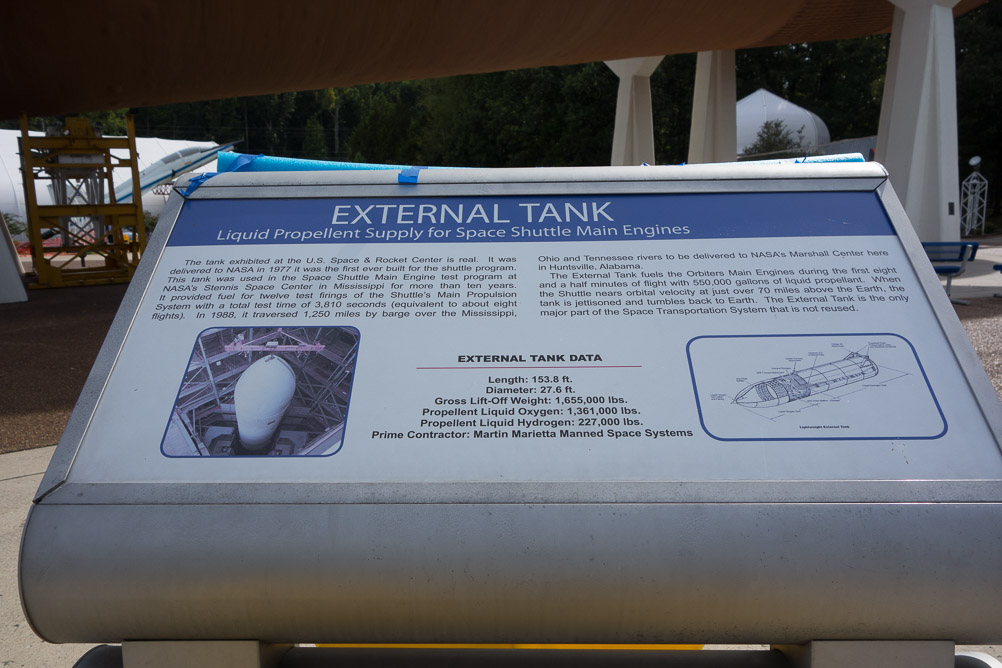 EXTERNAL TANK
Liquid Propellent Supply for Space Shuttle Main Engines
The tank exhibited at the U.S. Space & Rocket Center is real. It was
delivered to NASA in 1977 it was the first ever built for the shuttle program.
This tank was used in the Space Shuttle Main Engine test program at
NASA's Stennis Space Center in Mississippi for more than ten years.
It provided fuel for twelve test firings of the Shuttle's Main Propulsion
System with a total test time of 3,810 seconds (equivalent to about eight
flights). In 1988, it traversed 1,250 miles by barge over the Mississippi,
Ohio and Tennessee rivers to be delivered to NASA's Marshall Center here
in Huntsville, Alabama.
The External Tank fuels the Orbiters Main Engines during the first eight
and a half minutes of flight with 550,000 gallons of liquid propellant. When
the Shuttle nears orbital velocity at just over 70 miles above the Earth, the
tank is jettisoned and tumbles back to Earth. The External Tank is the only
major part of the Space Transportation System that is not reused.
EXTERNAL TANK DATA
Length: 153.8 ft.
Diameter: 27.6 ft.
Gross Lift-Off Weight: 1,655,000 lbs.
Propellent Liquid Oxygen: 1,361,000 lbs.
Propellent Liquid Hydrogen: 227,000 lbs.
Prime Contractor: Martin Marietta Manned Space Systems
Lightweight External Tank